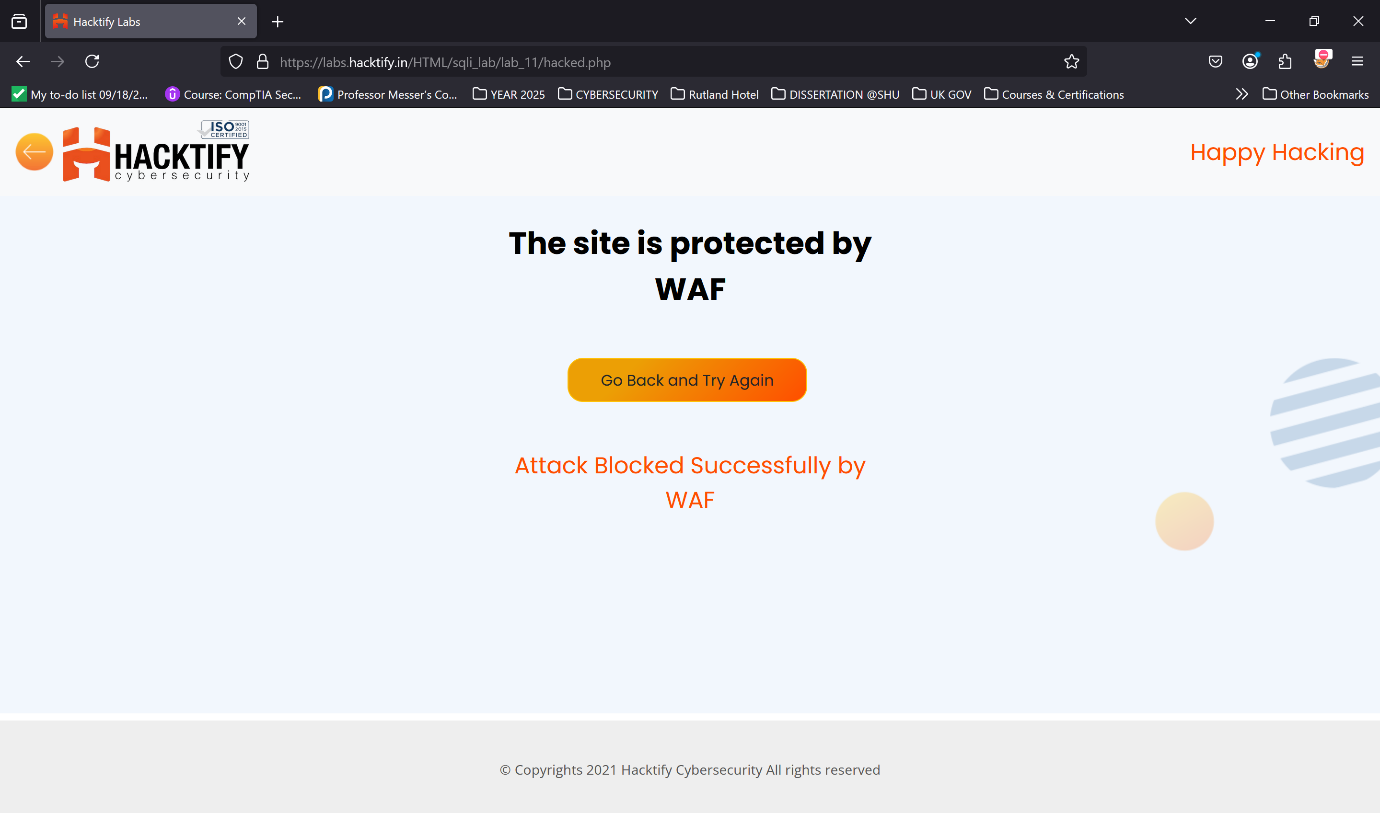 Hacktify Labs
https://labs.hacktify.in/HTML/sqli_lab/lab_11/hacked.php
My to-do list 09/18/2... Course: CompTIA Sec... Professor Messer's Co... YEAR 2025 CYBERSECURITY Rutland Hotel DISSERTATION @SHU UK GOV Courses & Certifications Other Bookmarks
ISO 9001 2015
CERTIFIED
HACKTIFY
cybersecurity
Happy Hacking
The site is protected by
WAF
Go Back and Try Again
Attack Blocked Successfully by
WAF
© Copyrights 2021 Hacktify Cybersecurity All rights reserved